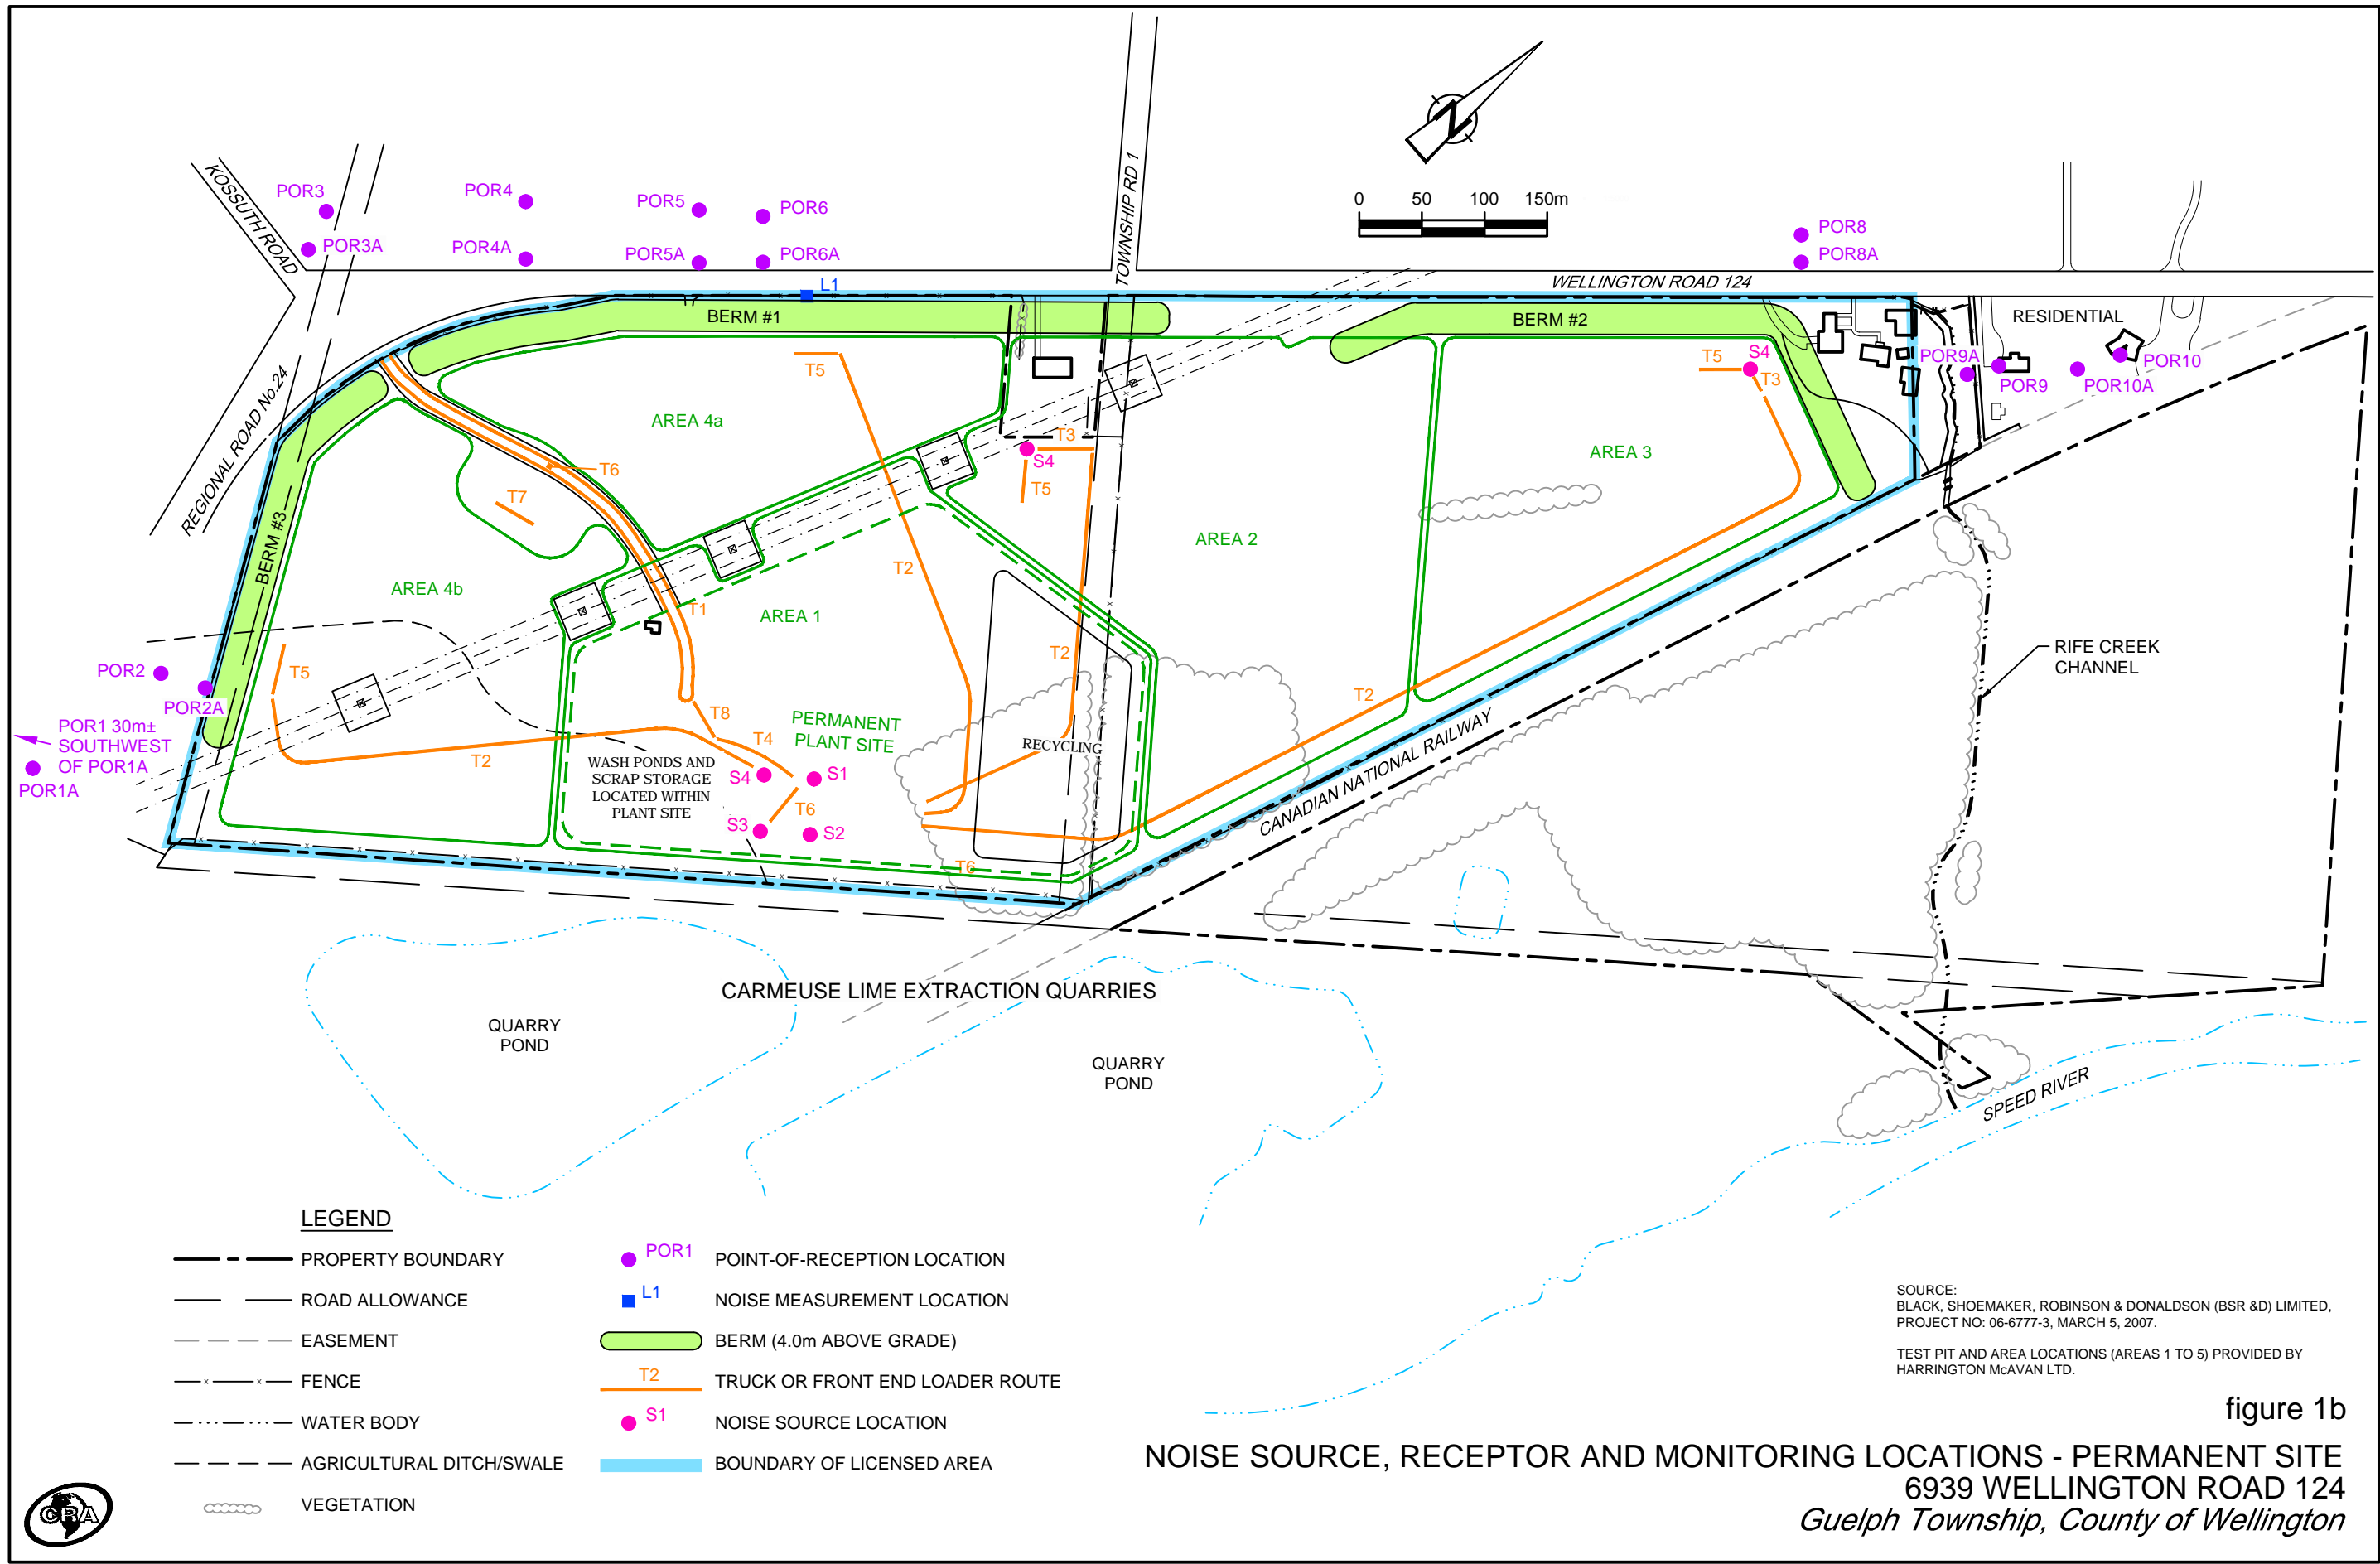 KOSSUTH ROAD
POR3
POR3A
POR4
POR4A
POR5
POR5A
POR6
POR6A
L1
TOWNSHIP RD 1
N
0 50 100 150m
POR8
POR8A
WELLINGTON ROAD 124
BERM #1
BERM #2
RESIDENTIAL
REGIONAL ROAD No.24
T5
AREA 4a
T3
S4
T5
T5
S4
T3
POR9A
POR9
POR10
POR10A
AREA 3
T6
T7
BERM #3
AREA 2
T2
AREA 4b
T1
AREA 1
T2
RIFE CREEK
CHANNEL
POR2
POR2A
T5
T2
POR1 30m±
SOUTHWEST
OF POR1A
POR1A
T8
T4
PERMANENT
PLANT SITE
RECYCLING
T2
WASH PONDS AND
SCRAP STORAGE
LOCATED WITHIN
PLANT SITE
S4
S1
T6
S3
S2
T6
CANADIAN NATIONAL RAILWAY
CARMEUSE LIME EXTRACTION QUARRIES
QUARRY
POND
QUARRY
POND
SPEED RIVER
LEGEND
PROPERTY BOUNDARY
ROAD ALLOWANCE
EASEMENT
FENCE
WATER BODY
AGRICULTURAL DITCH/SWALE
VEGETATION
POR1 POINT-OF-RECEPTION LOCATION
L1 NOISE MEASUREMENT LOCATION
BERM (4.0m ABOVE GRADE)
T2 TRUCK OR FRONT END LOADER ROUTE
S1 NOISE SOURCE LOCATION
BOUNDARY OF LICENSED AREA
SOURCE:
BLACK, SHOEMAKER, ROBINSON & DONALDSON (BSR &D) LIMITED,
PROJECT NO: 06-6777-3, MARCH 5, 2007.
TEST PIT AND AREA LOCATIONS (AREAS 1 TO 5) PROVIDED BY
HARRINGTON McAVAN LTD.
figure 1b
NOISE SOURCE, RECEPTOR AND MONITORING LOCATIONS - PERMANENT SITE
6939 WELLINGTON ROAD 124
Guelph Township, County of Wellington
CRA